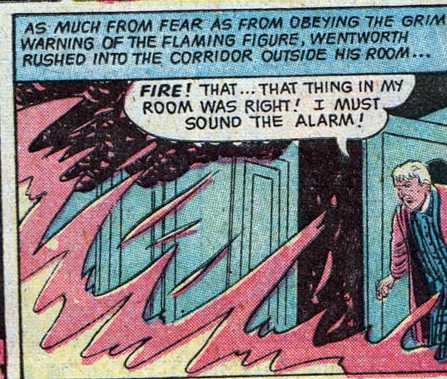 AS MUCH FROM FEAR AS FROM OBEYING THE GRIM
WARNING OF THE FLAMING FIGURE, WENTWORTH
RUSHED INTO THE CORRIDOR OUTSIDE HIS ROOM...
FIRE! THAT... THAT THING IN MY
ROOM WAS RIGHT! I MUST
SOUND THE ALARM!